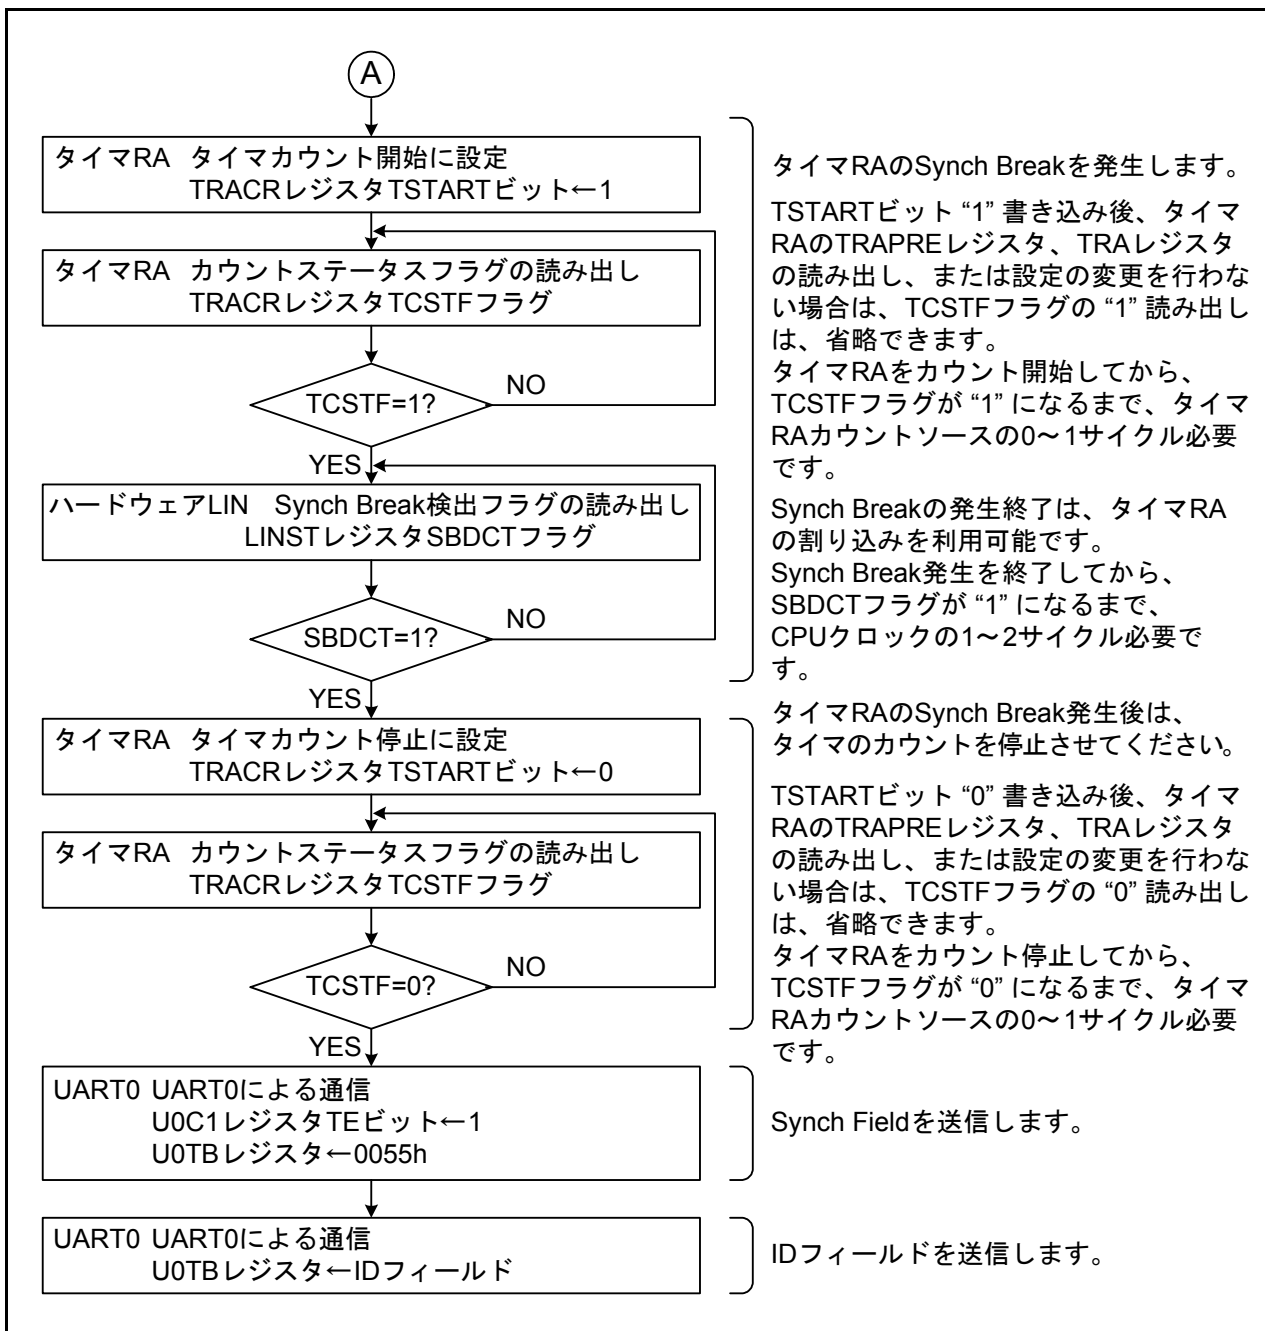 A
タイマRA タイマカウント開始に設定
TRACRレジスタTSTARTビット←1
タイマRA カウントステータスフラグの読み出し
TRACRレジスタTCSTFフラグ
TCSTF=1?
NO
YES
ハードウェアLIN Synch Break検出フラグの読み出し
LINSTレジスタSBDCTフラグ
SBDCT=1?
NO
YES
タイマRAのSynch Breakを発生します。
TSTARTビット “1” 書き込み後、タイマ
RAのTRAPREレジスタ、TRAレジスタ
の読み出し、または設定の変更を行わな
い場合は、TCSTFフラグの “1” 読み出し
は、省略できます。
タイマRAをカウント開始してから、
TCSTFフラグが “1” になるまで、タイマ
RAカウントソースの0～1サイクル必要
です。
Synch Breakの発生終了は、タイマRA
の割り込みを利用可能です。
Synch Break発生を終了してから、
SBDCTフラグが “1” になるまで、
CPUクロックの1～2サイクル必要で
す。
タイマRA タイマカウント停止に設定
TRACRレジスタTSTARTビット←0
タイマRA カウントステータスフラグの読み出し
TRACRレジスタTCSTFフラグ
TCSTF=0?
NO
YES
タイマRAのSynch Break発生後は、
タイマのカウントを停止させてください。
TSTARTビット “0” 書き込み後、タイマ
RAのTRAPREレジスタ、TRAレジスタ
の読み出し、または設定の変更を行わな
い場合は、TCSTFフラグの “0” 読み出し
は、省略できます。
タイマRAをカウント停止してから、
TCSTFフラグが “0” になるまで、タイマ
RAカウントソースの0～1サイクル必要
です。
UART0 UART0による通信
U0C1レジスタTEビット←1
U0TBレジスタ←0055h
Synch Fieldを送信します。
UART0 UART0による通信
U0TBレジスタ←IDフィールド
IDフィールドを送信します。